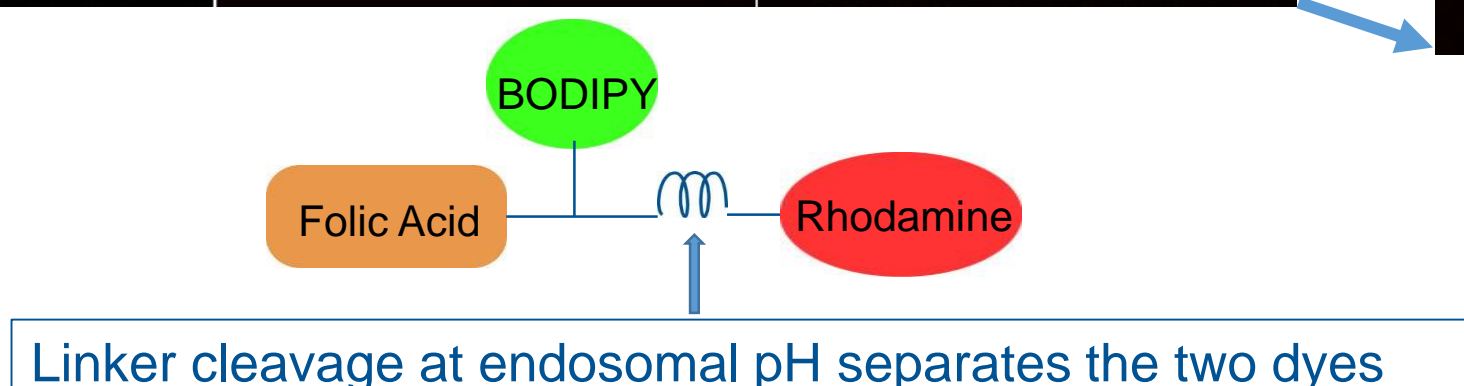 BODIPY
Folic Acid
Rhodamine
Linker cleavage at endosomal pH separates the two dyes